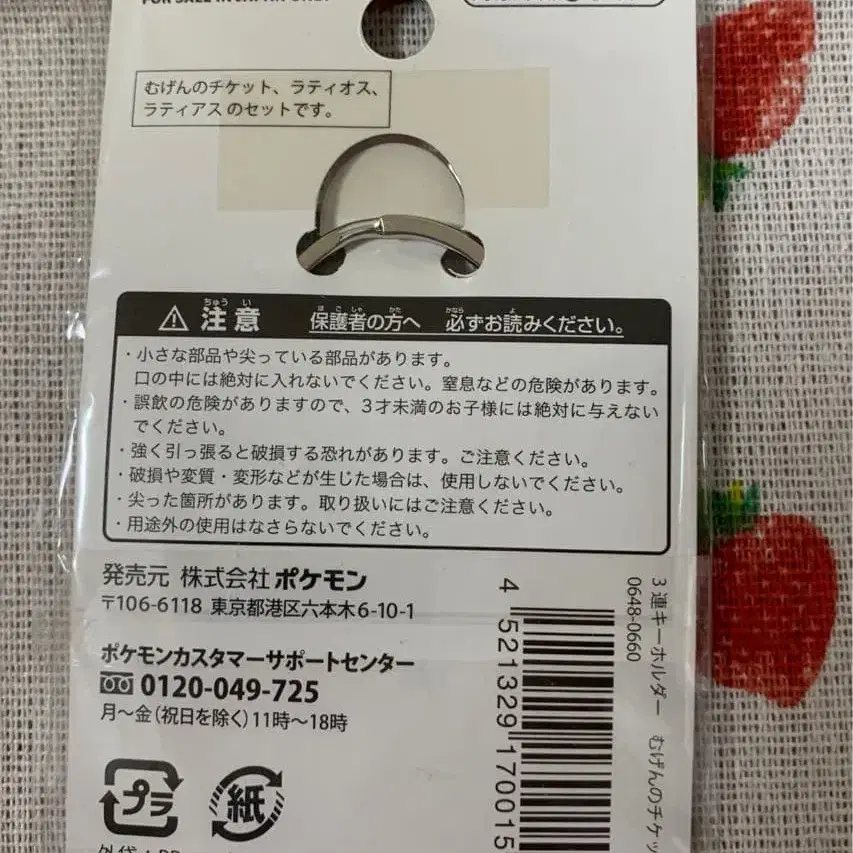 FOR SALE IN JAPAN ONLY
むげんのチケット、ラティオス、
ラティアス のセットです。
注意 保護者の方へ 必ずお読みください。
・小さな部品や尖っている部品があります。
口の中には絶対に入れないでください。窒息などの危険があります。
・誤飲の危険がありますので、3才未満のお子様には絶対に与えない
でください。
・強く引っ張ると破損する恐れがあります。ご注意ください。
・破損や変質・変形などが生じた場合は、使用しないでください。
・尖った箇所があります。取り扱いにはご注意ください。
・用途外の使用はなさらないでください。
発売元 株式会社 ポケモン
〒106-6118 東京都港区六本木6-10-1
ポケモンカスタマーサポートセンター
0120-049-725
月〜金(祝日を除く)11時〜18時
プラ
紙
4 521329 170015
3連キーホルダー むげんのチケッ
0648-0660